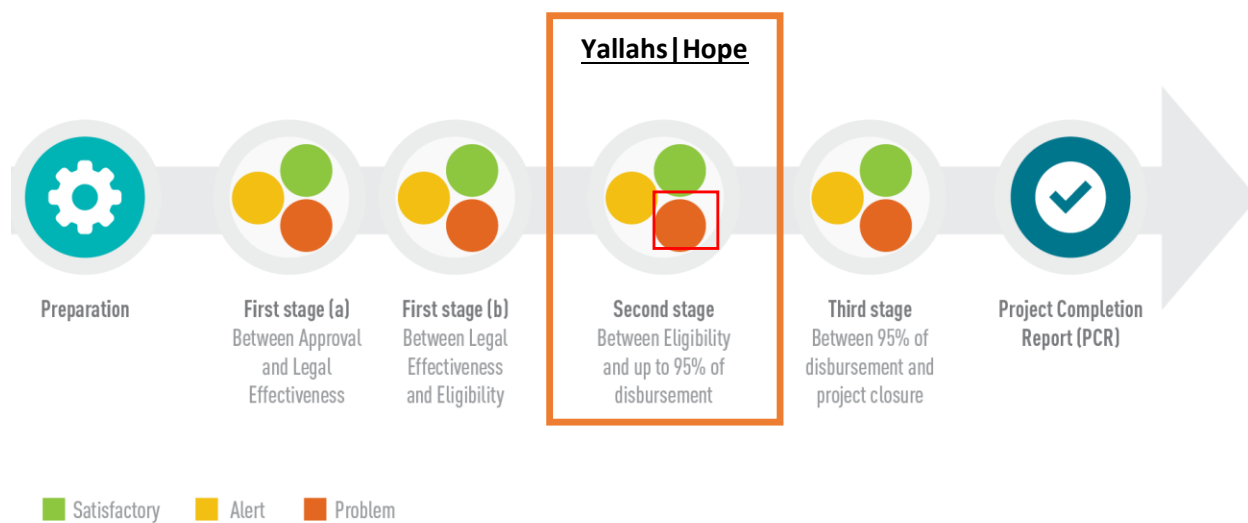 Yallahs|Hope
Preparation
First stage (a)
Between Approval
and Legal
Effectiveness
First stage (b)
Between Legal
Effectiveness
and Eligibility
Second stage
Between Eligibility
and up to 95% of
disbursement
Third stage
Between 95% of
disbursement and
project closure
Project Completion
Report (PCR)
Satisfactory
Alert
Problem